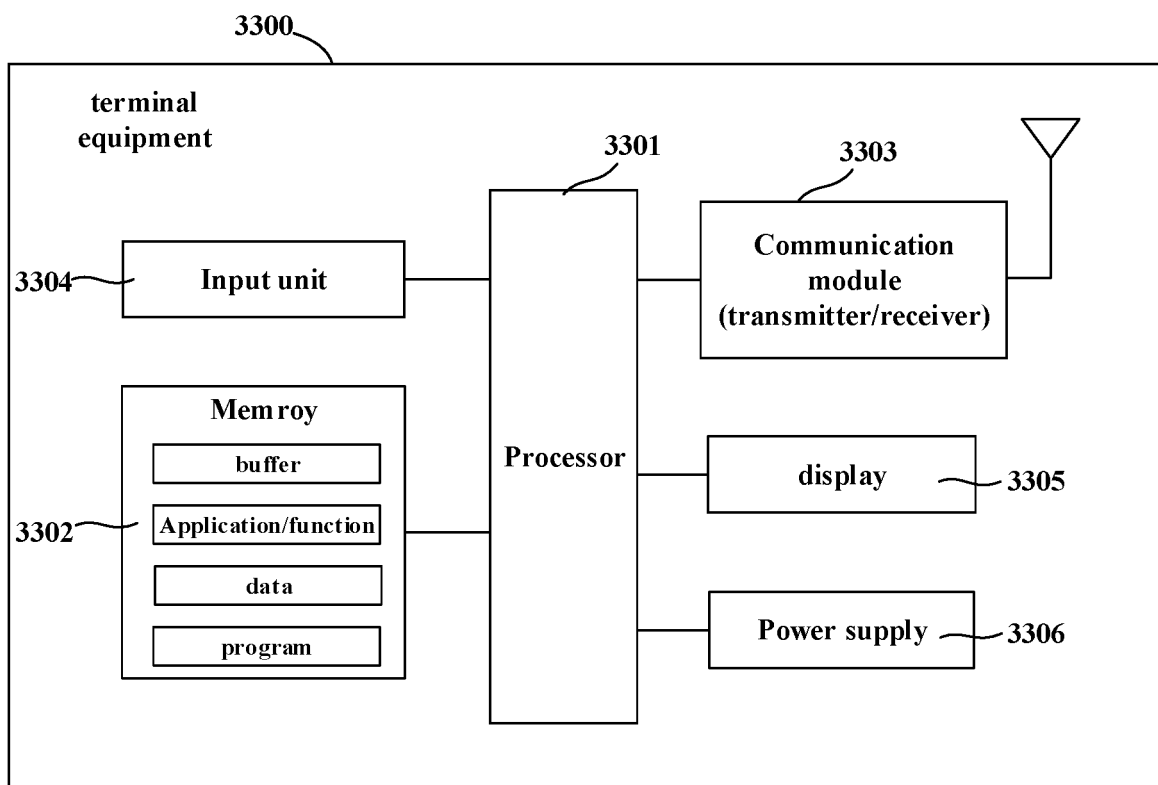 3300
terminal
equipment
3301
3303
Communication
module
(transmitter/receiver)
3304
Input unit
Memroy
buffer
Application/function
data
program
3302
Processor
display
3305
Power supply
3306